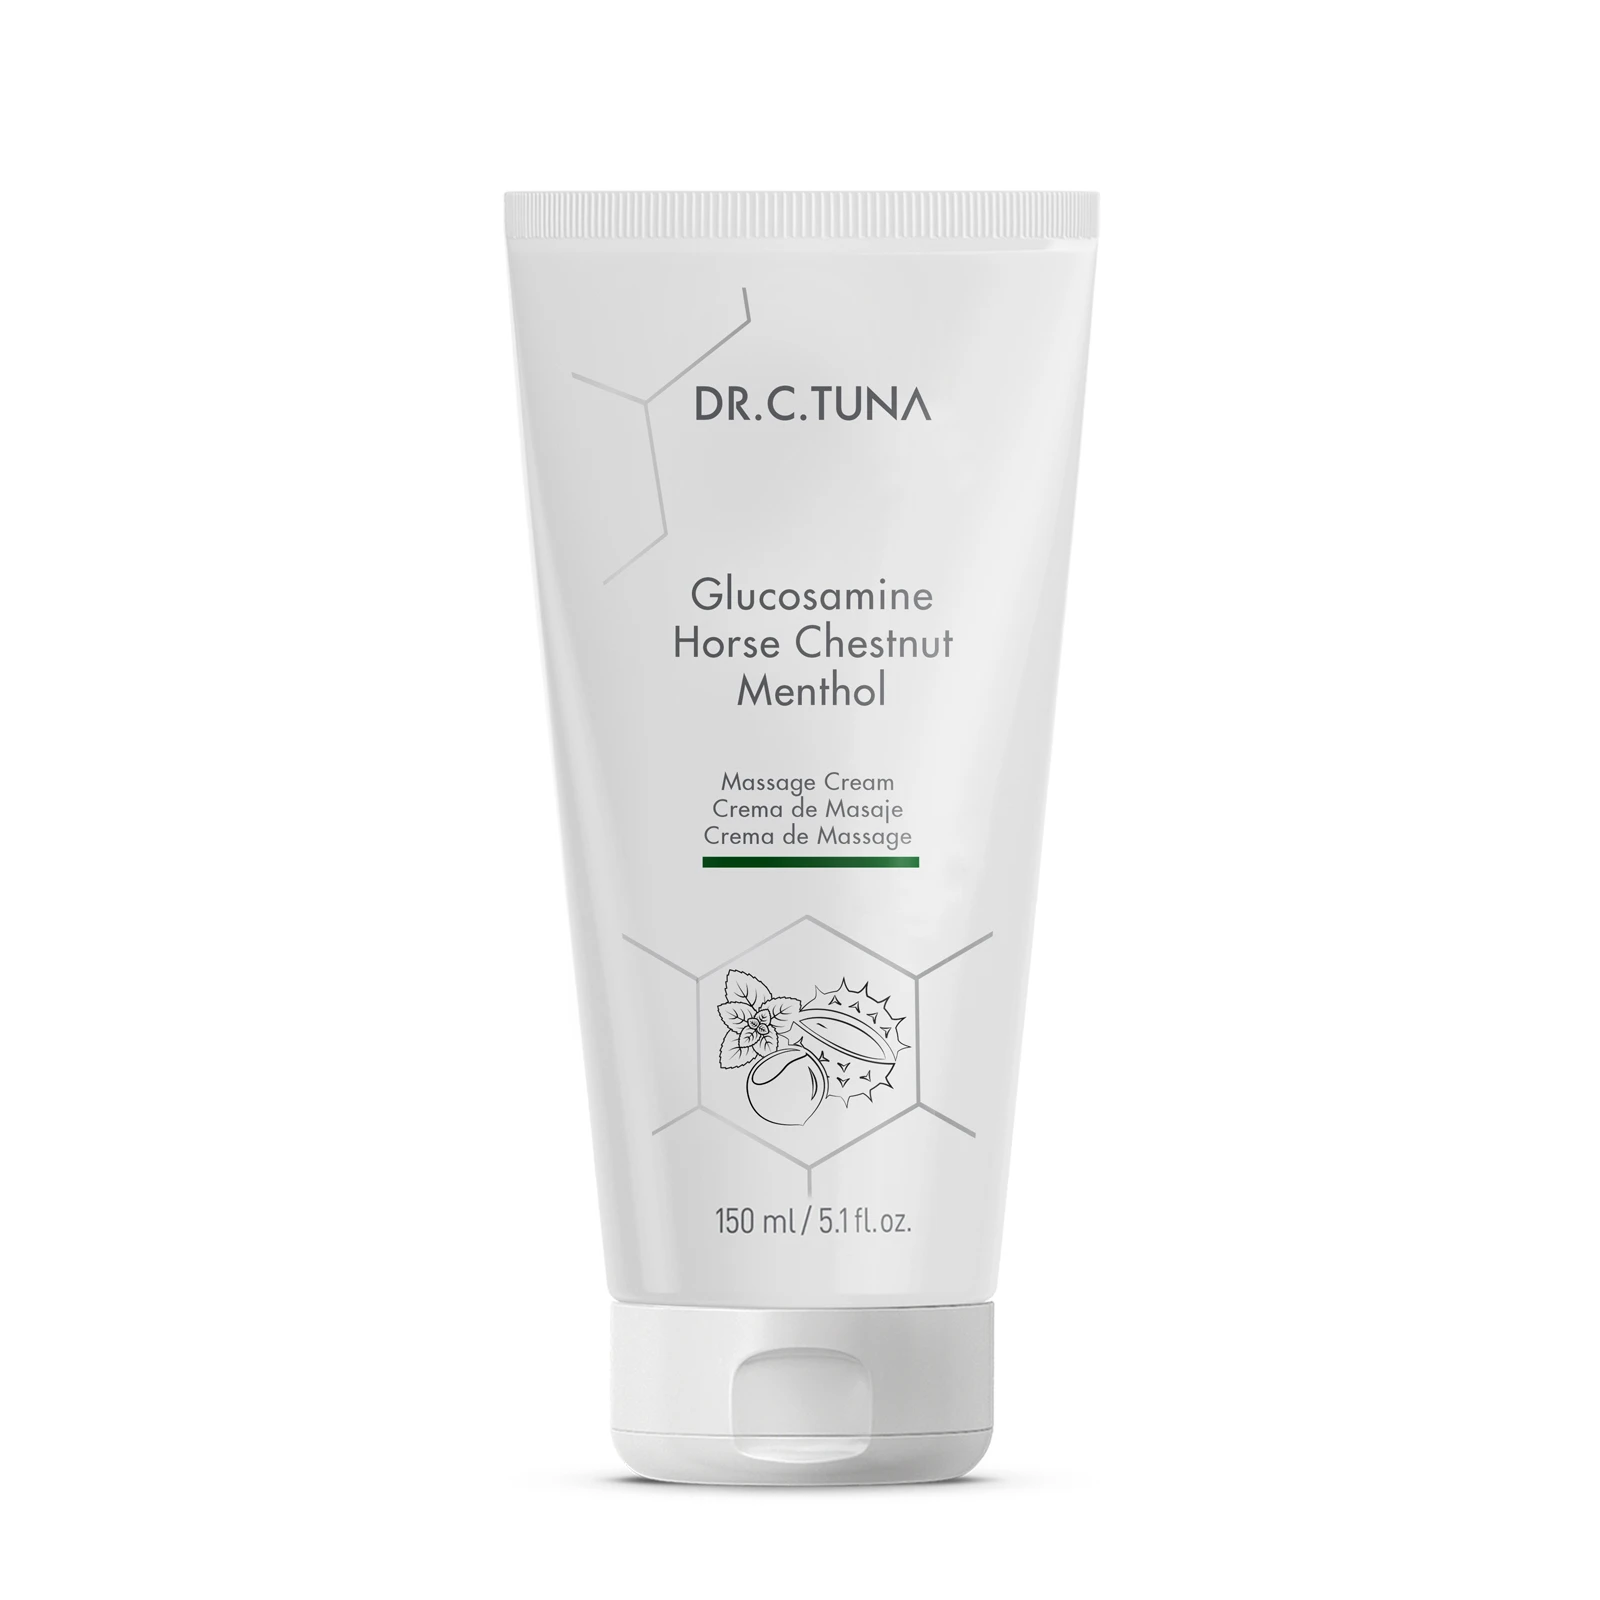 DR.C.TUNA
Glucosamine
Horse Chestnut
Menthol
Massage Cream
Crema de Masaje
Crema de Massage
150 ml/5.1 fl.oz.